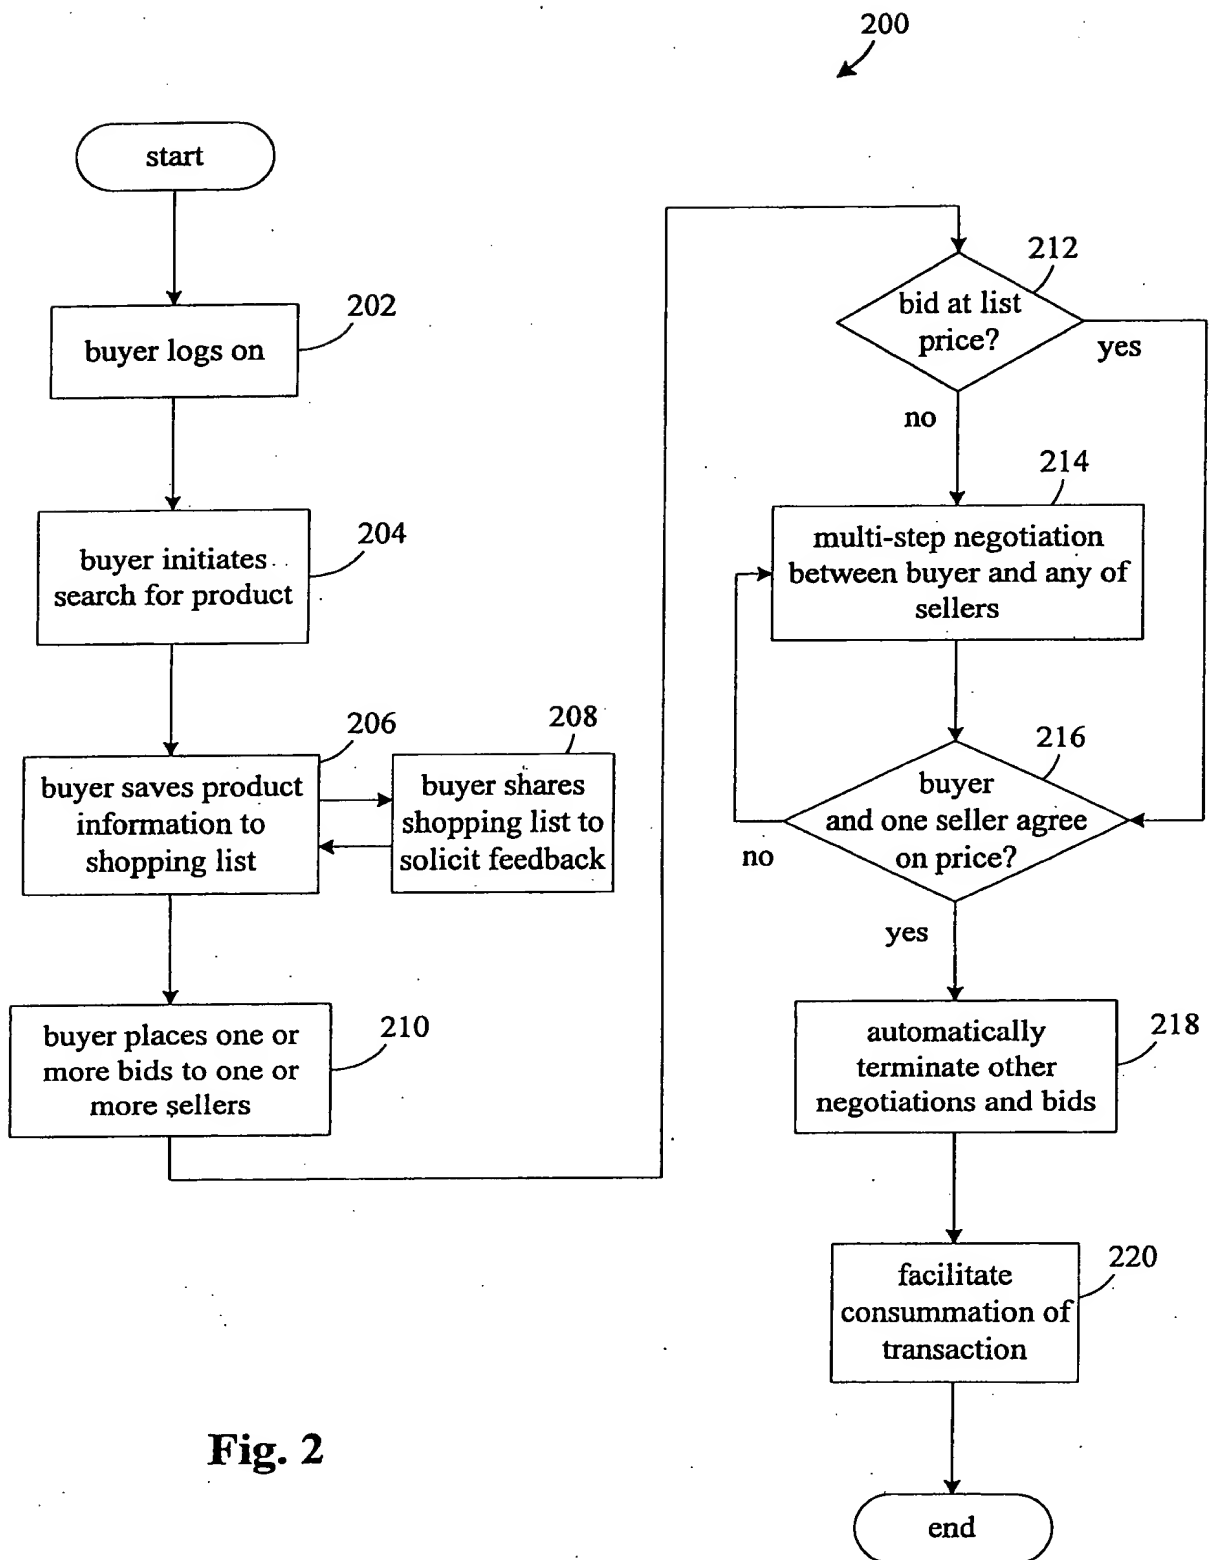 200
start
202
buyer logs on
204
buyer initiates
search for product
206
buyer saves product
information to
shopping list
208
buyer shares
shopping list to
solicit feedback
210
buyer places one or
more bids to one or
more sellers
212
bid at list
price?
yes
no
214
multi-step negotiation
between buyer and any of
sellers
216
buyer
and one seller agree
on price?
no
yes
218
automatically
terminate other
negotiations and bids
220
facilitate
consummation of
transaction
end
Fig. 2